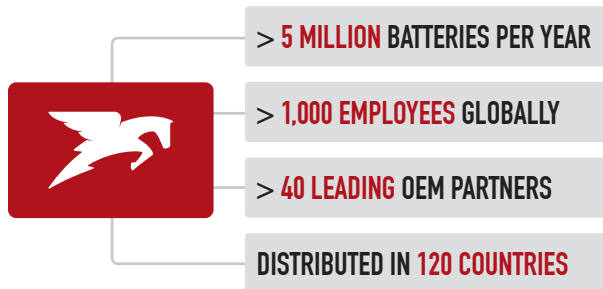 > 5 MILLION BATTERIES PER YEAR
> 1,000 EMPLOYEES GLOBALLY
> 40 LEADING OEM PARTNERS
DISTRIBUTED IN 120 COUNTRIES